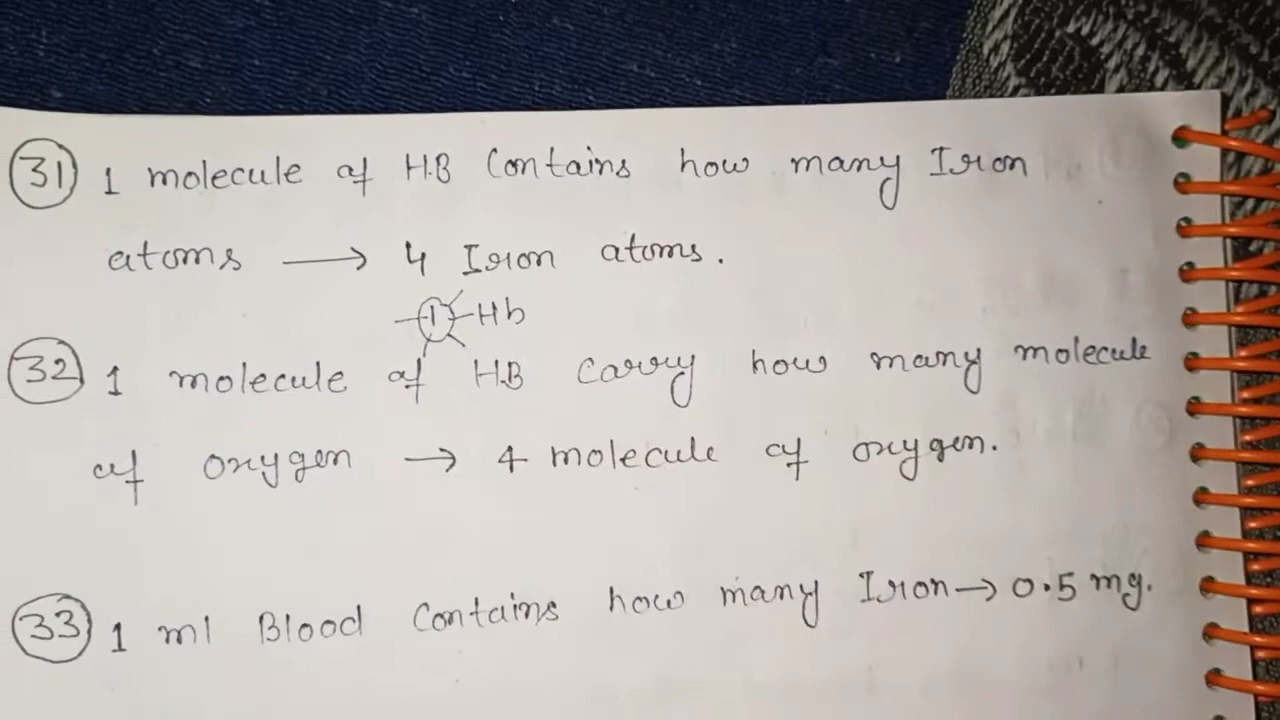 31 1 molecule of H.B Contains how many Iron
atoms → 4 Iron atoms.
1 Hb
32 1 molecule of H.B Carry how many molecule
of oxygen → 4 molecule of oxygen.
33 1 ml Blood Contains how many Iron → 0.5 mg.